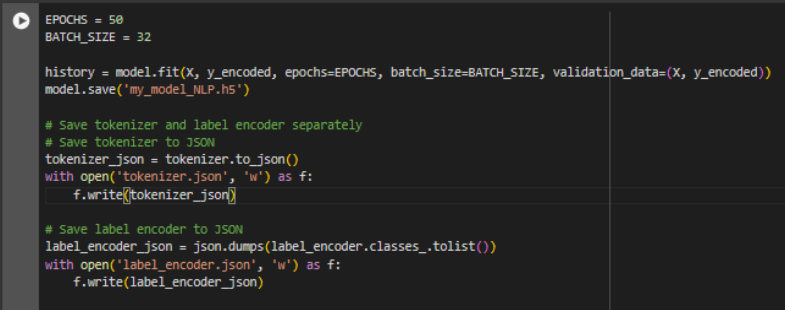 EPOCHS = 50
BATCH_SIZE = 32
history = model.fit(X, y_encoded, epochs=EPOCHS, batch_size=BATCH_SIZE, validation_data=(X, y_encoded))
model.save('my_model_NLP.h5')
# Save tokenizer and label encoder separately
# Save tokenizer to JSON
tokenizer_json = tokenizer.to_json()
with open('tokenizer.json', 'w') as f:
    f.write(tokenizer_json)
# Save label encoder to JSON
label_encoder_json = json.dumps(label_encoder.classes_.tolist())
with open('label_encoder.json', 'w') as f:
    f.write(label_encoder_json)